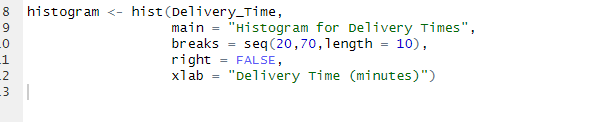 8 histogram <- hist(Delivery_Time,
9 main = "Histogram for Delivery Times",
0 breaks = seq(20,70,length = 10),
1 right = FALSE,
2 xlab = "Delivery Time (minutes)")
3